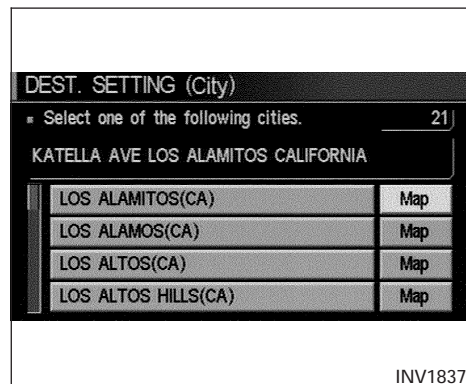 DEST. SETTING (City)
Select one of the following cities. 21
KATELLA AVE LOS ALAMITOS CALIFORNIA
LOS ALAMITOS(CA) Map
LOS ALAMOS(CA) Map
LOS ALTOS(CA) Map
LOS ALTOS HILLS(CA) Map
INV1837